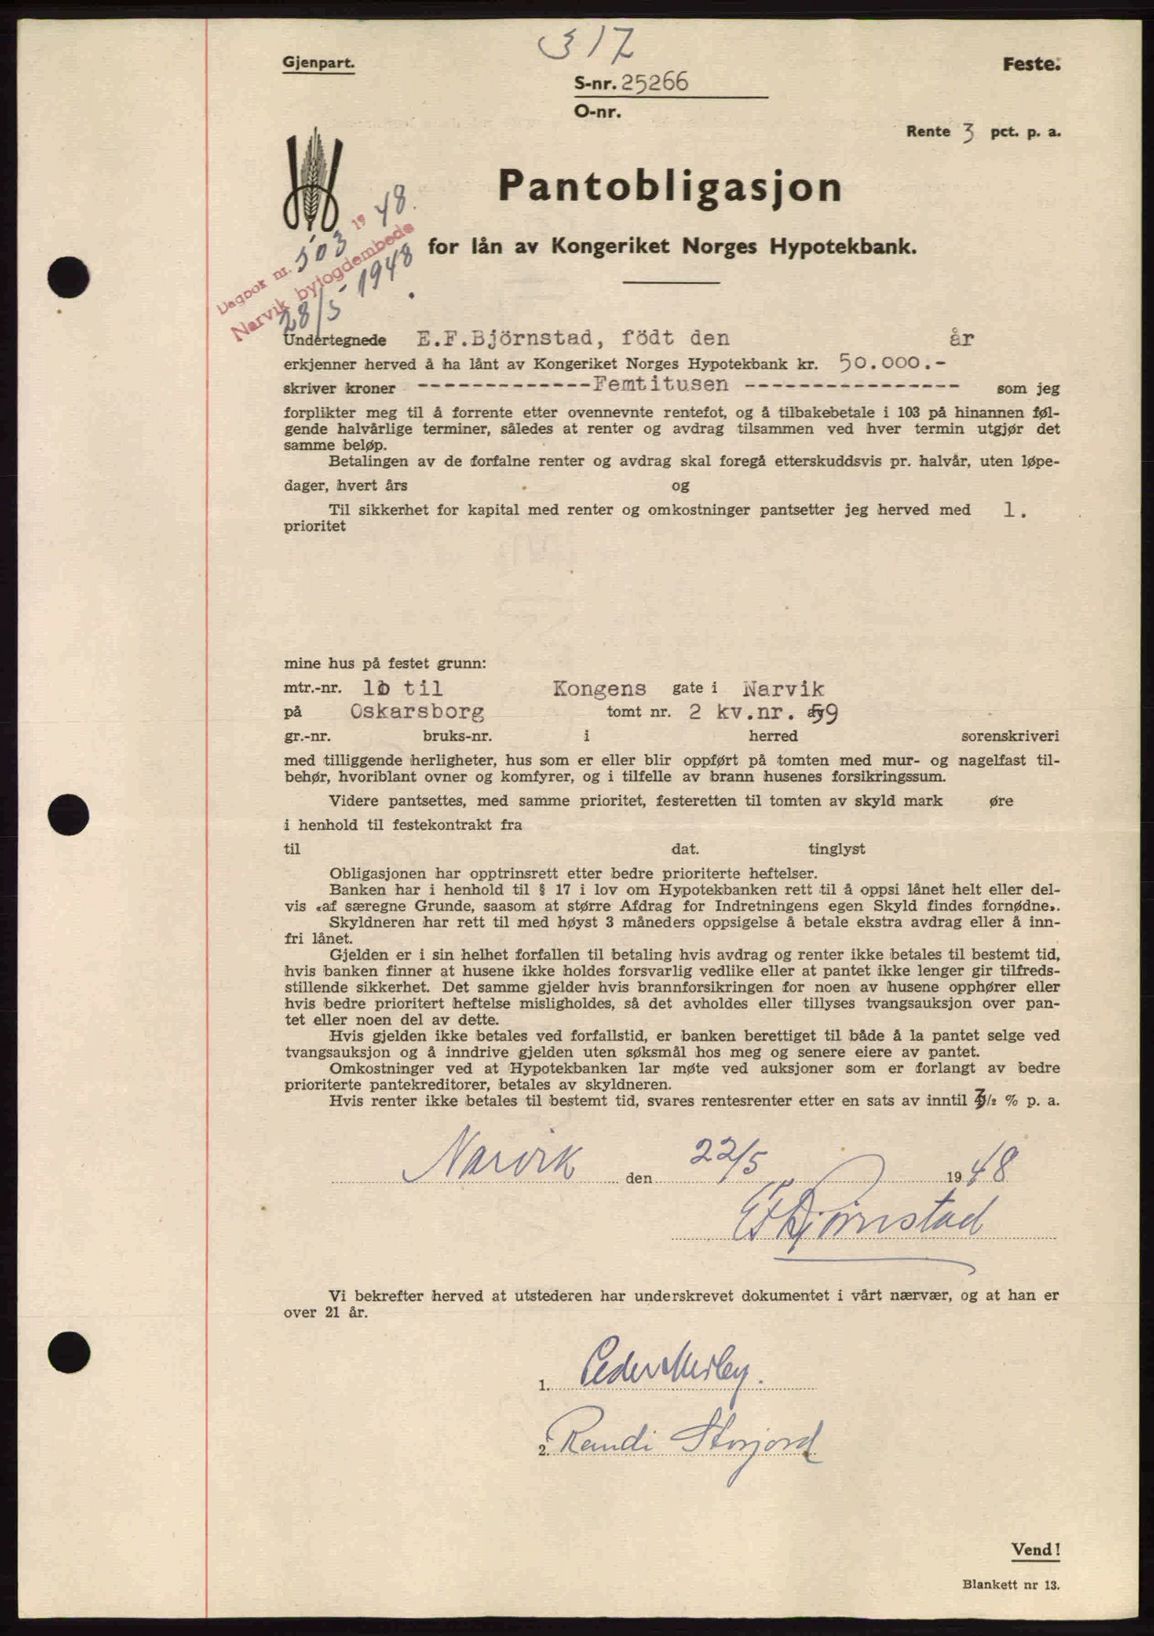 317
Gjenpart.
Feste.
S-nr. 25266
O-nr.
Rente 3 pct. p. a.
Pantobligasjon
for lån av Kongeriket Norges Hypotekbank.
Dagbok nr. 503 1948.
Narvik byfogdembede
28/5 1948
Undertegnede E.F.Björnstad, födt den år
erkjenner herved å ha lånt av Kongeriket Norges Hypotekbank kr. 50.000.-
skriver kroner -------------Femtitusen ---------------- som jeg
forplikter meg til å forrente etter ovennevnte rentefot, og å tilbakebetale i 103 på hinannen føl-
gende halvårlige terminer, således at renter og avdrag tilsammen ved hver termin utgjør det
samme beløp.
Betalingen av de forfalne renter og avdrag skal foregå etterskuddsvis pr. halvår, uten løpe-
dager, hvert års og
Til sikkerhet for kapital med renter og omkostninger pantsetter jeg herved med 1.
prioritet
mine hus på festet grunn:
mtr.-nr. til Kongens gate i Narvik
på Oskarsborg tomt nr. 2 kv.nr. 59
gr.-nr. bruks-nr. i herred sorenskriveri
med tilliggende herligheter, hus som er eller blir oppført på tomten med mur- og nagelfast til-
behør, hvoriblant ovner og komfyrer, og i tilfelle av brann husenes forsikringssum.
Videre pantsettes, med samme prioritet, festeretten til tomten av skyld mark øre
i henhold til festekontrakt fra
til dat. tinglyst
Obligasjonen har opptrinsrett etter bedre prioriterte heftelser.
Banken har i henhold til § 17 i lov om Hypotekbanken rett til å oppsi lånet helt eller del-
vis «af særegne Grunde, saasom at større Afdrag for Indretningens egen Skyld findes fornødne».
Skyldneren har rett til med høyst 3 måneders oppsigelse å betale ekstra avdrag eller å inn-
fri lånet.
Gjelden er i sin helhet forfallen til betaling hvis avdrag og renter ikke betales til bestemt tid,
hvis banken finner at husene ikke holdes forsvarlig vedlike eller at pantet ikke lenger gir tilfreds-
stillende sikkerhet. Det samme gjelder hvis brannforsikringen for noen av husene opphører eller
hvis bedre prioritert heftelse misligholdes, så det avholdes eller tillyses tvangsauksjon over pan-
tet eller noen del av dette.
Hvis gjelden ikke betales ved forfallstid, er banken berettiget til både å la pantet selge ved
tvangsauksjon og å inndrive gjelden uten søksmål hos meg og senere eiere av pantet.
Omkostninger ved at Hypotekbanken lar møte ved auksjoner som er forlangt av bedre
prioriterte pantekreditorer, betales av skyldneren.
Hvis renter ikke betales til bestemt tid, svares rentesrenter etter en sats av inntil 3 1/2 % p. a.
Narvik den 22/5 1948
EFBjörnstad
Vi bekrefter herved at utstederen har underskrevet dokumentet i vårt nærvær, og at han er
over 21 år.
1. Peder
2. Randi Storjord
Vend!
Blankett nr 13.